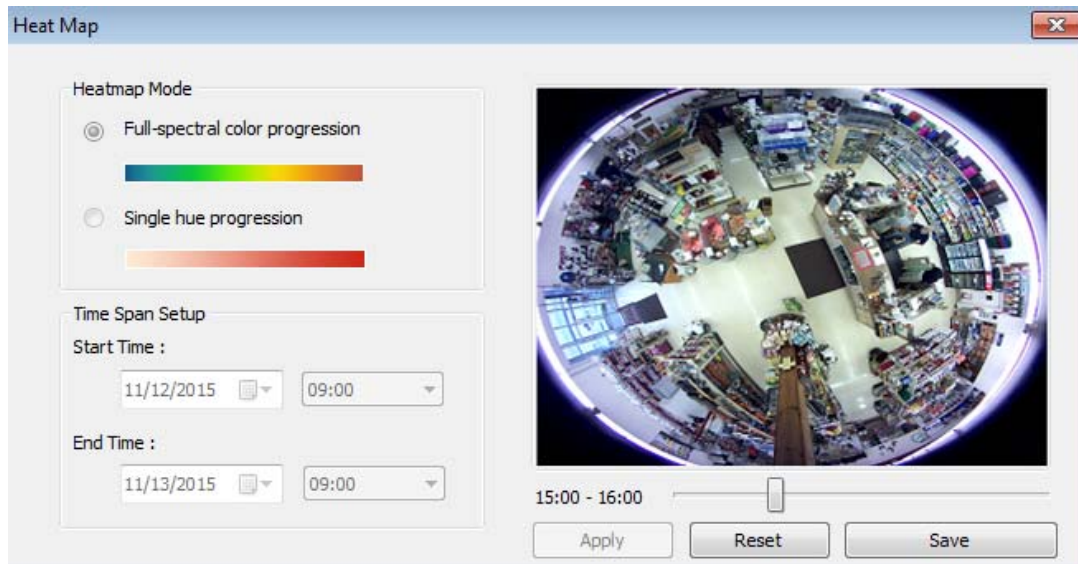 Heat Map
Heatmap Mode
Full-spectral color progression
Single hue progression
Time Span Setup
Start Time :
11/12/2015 09:00
End Time :
11/13/2015 09:00
15:00 - 16:00
Apply Reset Save